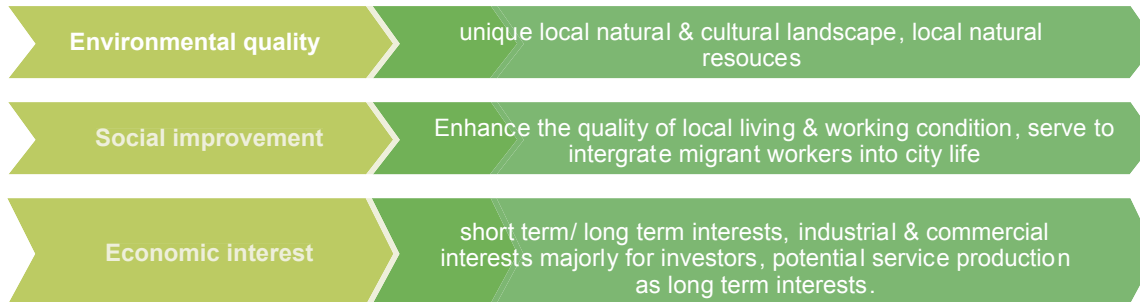 Environmental quality
unique local natural & cultural landscape, local natural
resouces
Social improvement
Enhance the quality of local living & working condition, serve to
intergrate migrant workers into city life
Economic interest
short term/ long term interests, industrial & commercial
interests majorly for investors, potential service production
as long term interests.